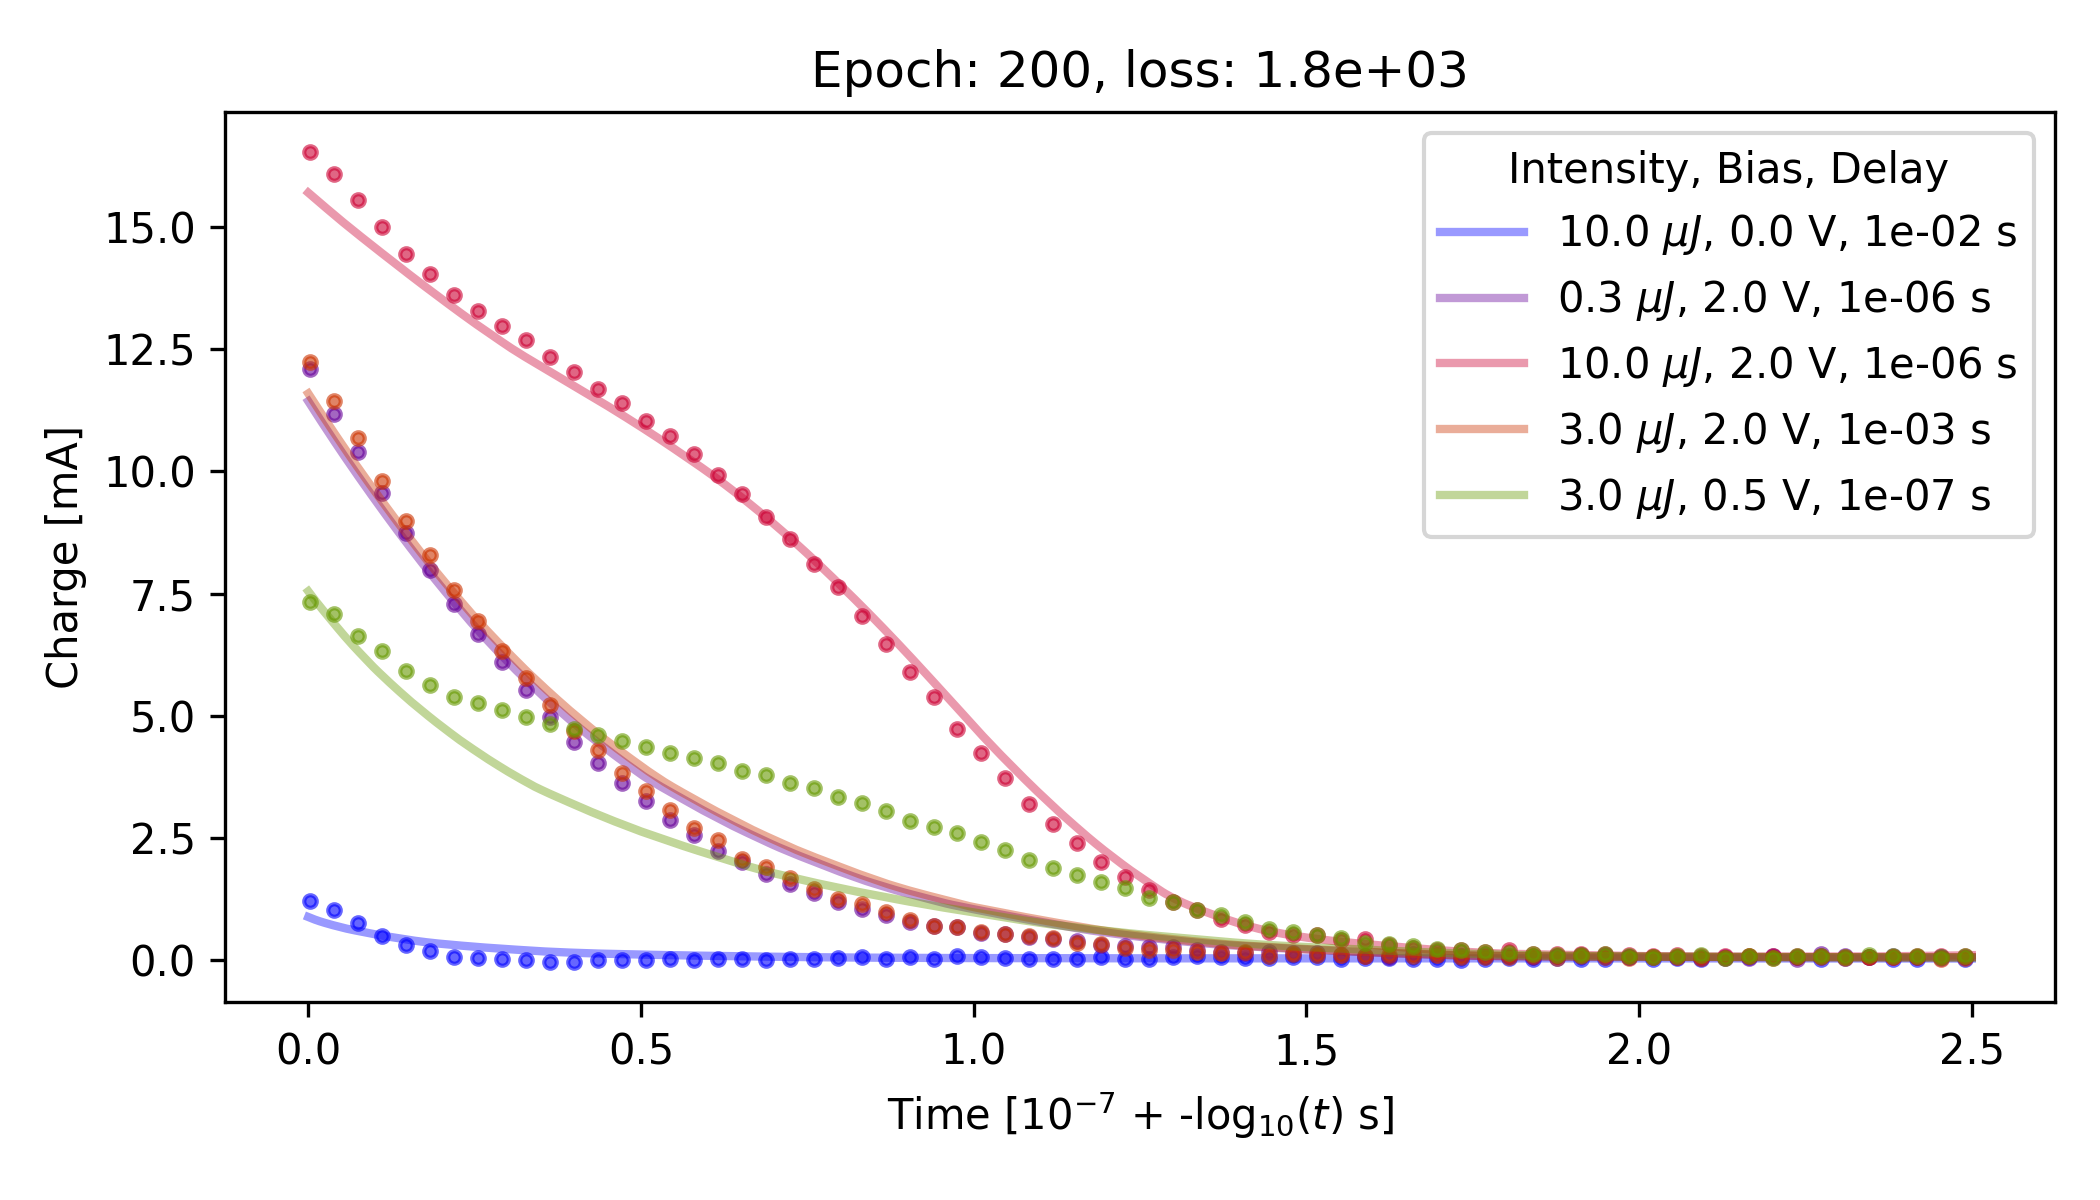 Epoch: 200, loss: 1.8e+03
Intensity, Bias, Delay
10.0 μJ, 0.0 V, 1e-02 s
0.3 μJ, 2.0 V, 1e-06 s
10.0 μJ, 2.0 V, 1e-06 s
3.0 μJ, 2.0 V, 1e-03 s
3.0 μJ, 0.5 V, 1e-07 s
Charge [mA]
15.0
12.5
10.0
7.5
5.0
2.5
0.0
0.0 0.5 1.0 1.5 2.0 2.5
Time [10⁻⁷ + -log₁₀(t) s]